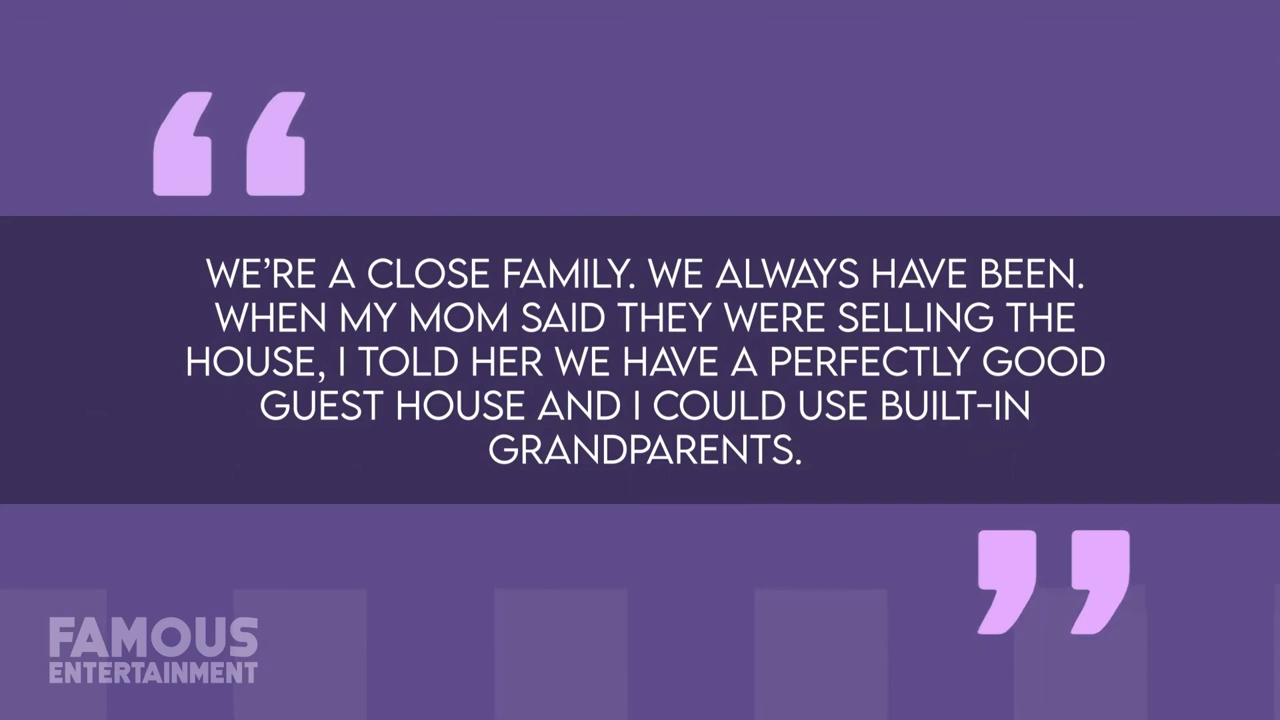 WE'RE A CLOSE FAMILY. WE ALWAYS HAVE BEEN.
WHEN MY MOM SAID THEY WERE SELLING THE
HOUSE, I TOLD HER WE HAVE A PERFECTLY GOOD
GUEST HOUSE AND I COULD USE BUILT-IN
GRANDPARENTS.
FAMOUS
ENTERTAINMENT